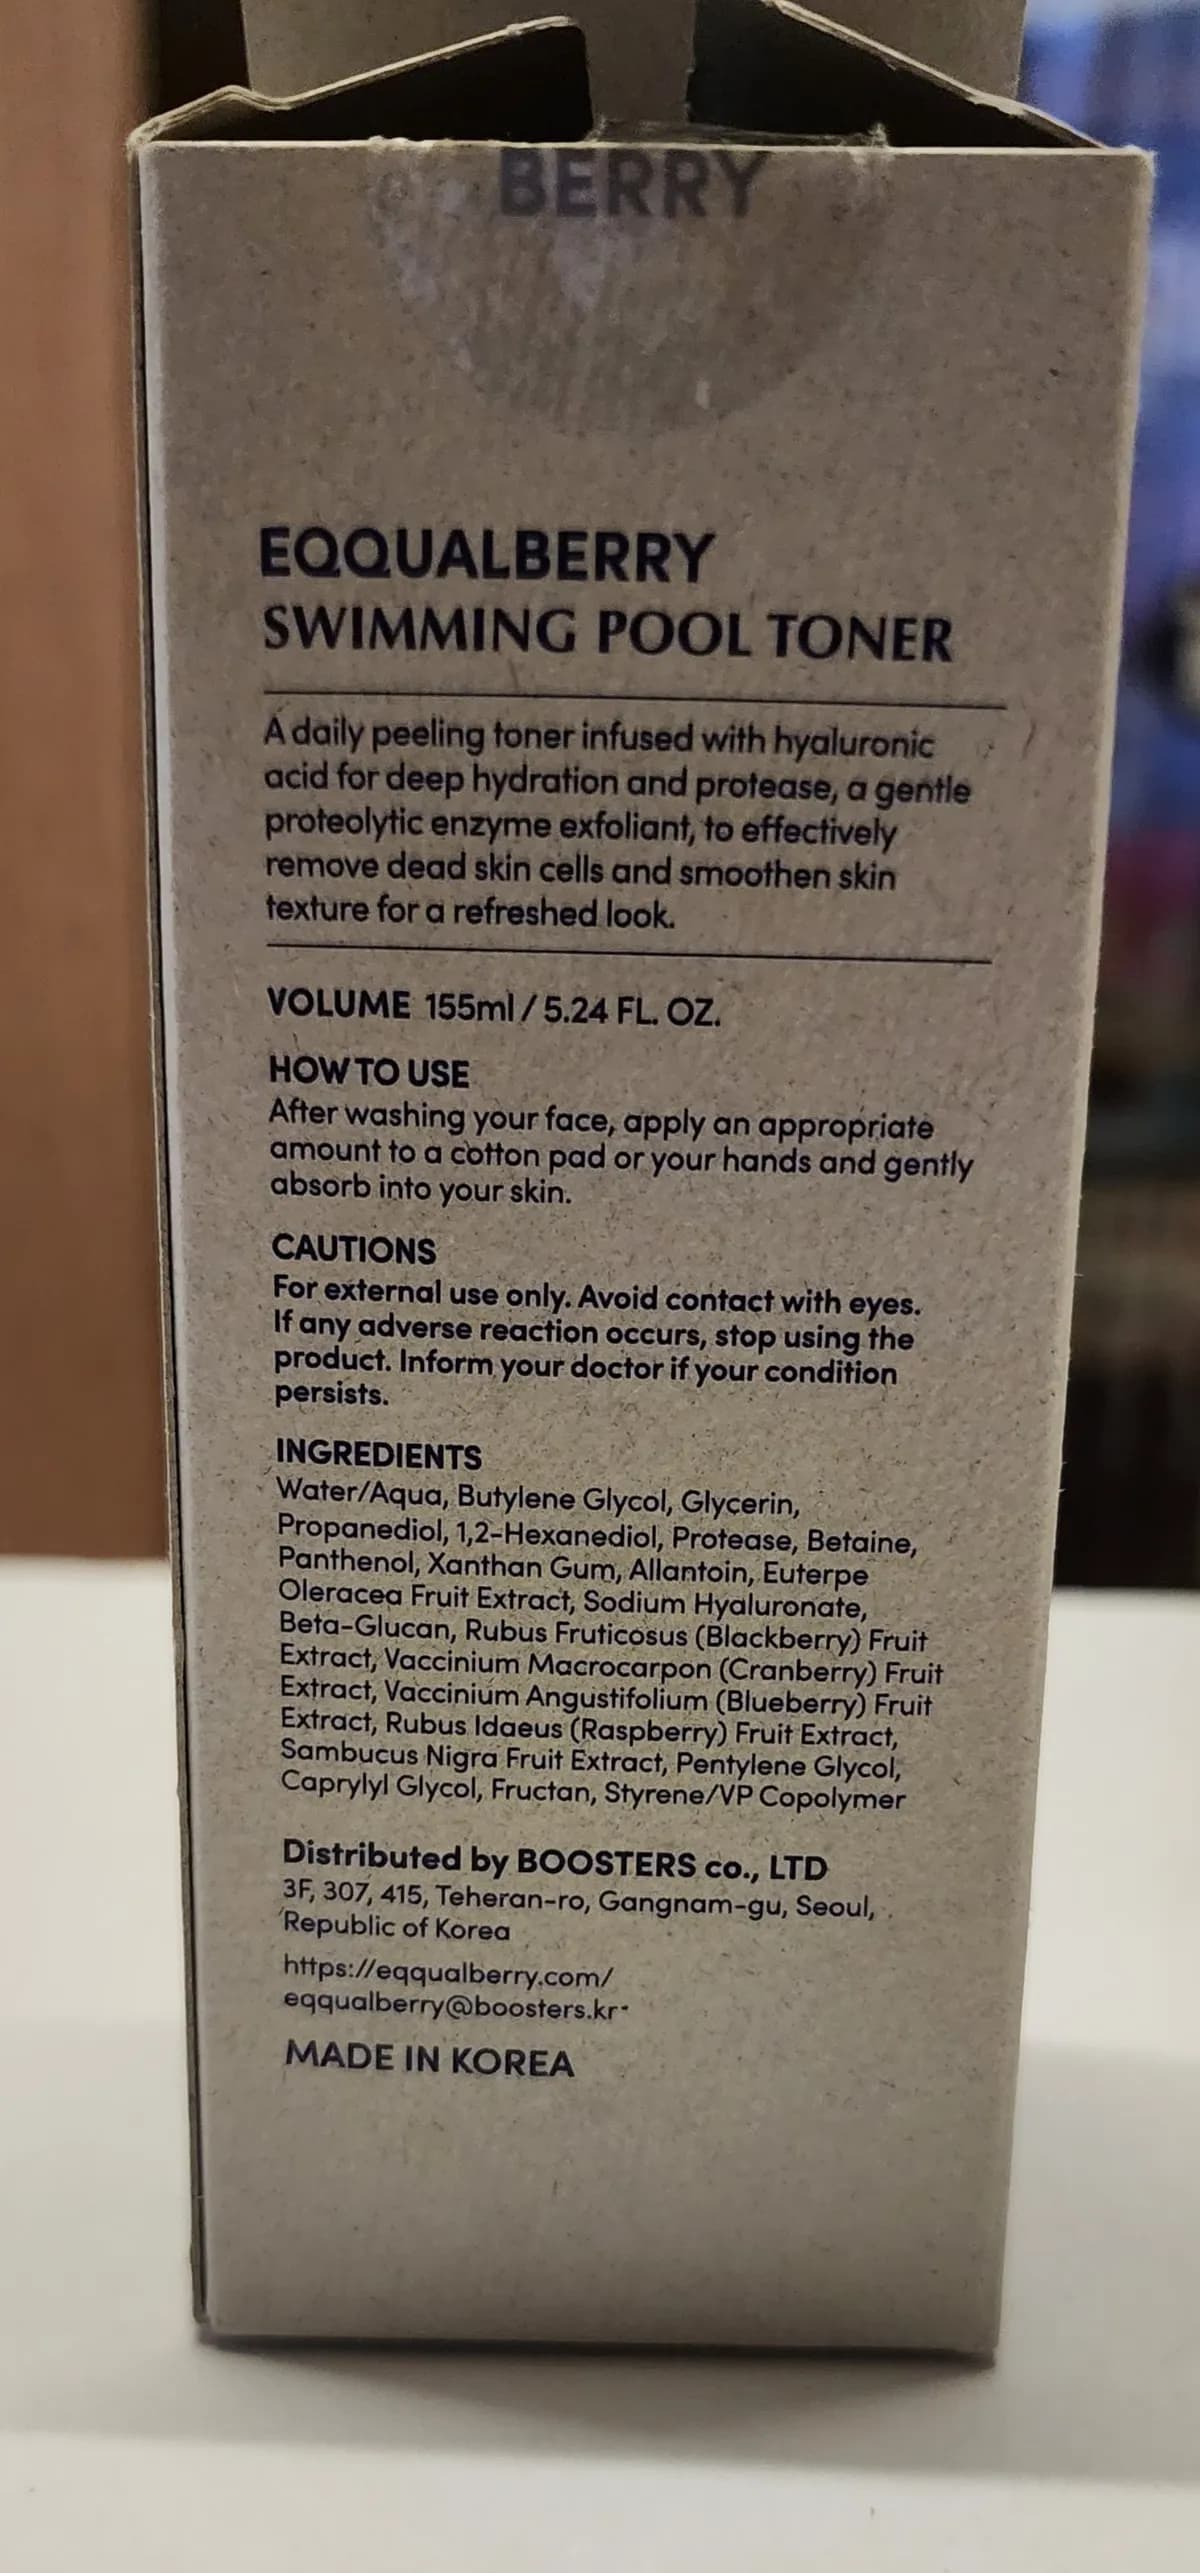 BERRY
EQQUALBERRY
SWIMMING POOL TONER
A daily peeling toner infused with hyaluronic
acid for deep hydration and protease, a gentle
proteolytic enzyme exfoliant, to effectively
remove dead skin cells and smoothen skin
texture for a refreshed look.
VOLUME 155ml / 5.24 FL. OZ.
HOW TO USE
After washing your face, apply an appropriate
amount to a cotton pad or your hands and gently
absorb into your skin.
CAUTIONS
For external use only. Avoid contact with eyes.
If any adverse reaction occurs, stop using the
product. Inform your doctor if your condition
persists.
INGREDIENTS
Water/Aqua, Butylene Glycol, Glycerin,
Propanediol, 1,2-Hexanediol, Protease, Betaine,
Panthenol, Xanthan Gum, Allantoin, Euterpe
Oleracea Fruit Extract, Sodium Hyaluronate,
Beta-Glucan, Rubus Fruticosus (Blackberry) Fruit
Extract, Vaccinium Macrocarpon (Cranberry) Fruit
Extract, Vaccinium Angustifolium (Blueberry) Fruit
Extract, Rubus Idaeus (Raspberry) Fruit Extract,
Sambucus Nigra Fruit Extract, Pentylene Glycol,
Caprylyl Glycol, Fructan, Styrene/VP Copolymer
Distributed by BOOSTERS co., LTD
3F, 307, 415, Teheran-ro, Gangnam-gu, Seoul,
Republic of Korea
https://eqqualberry.com/
eqqualberry@boosters.kr
MADE IN KOREA